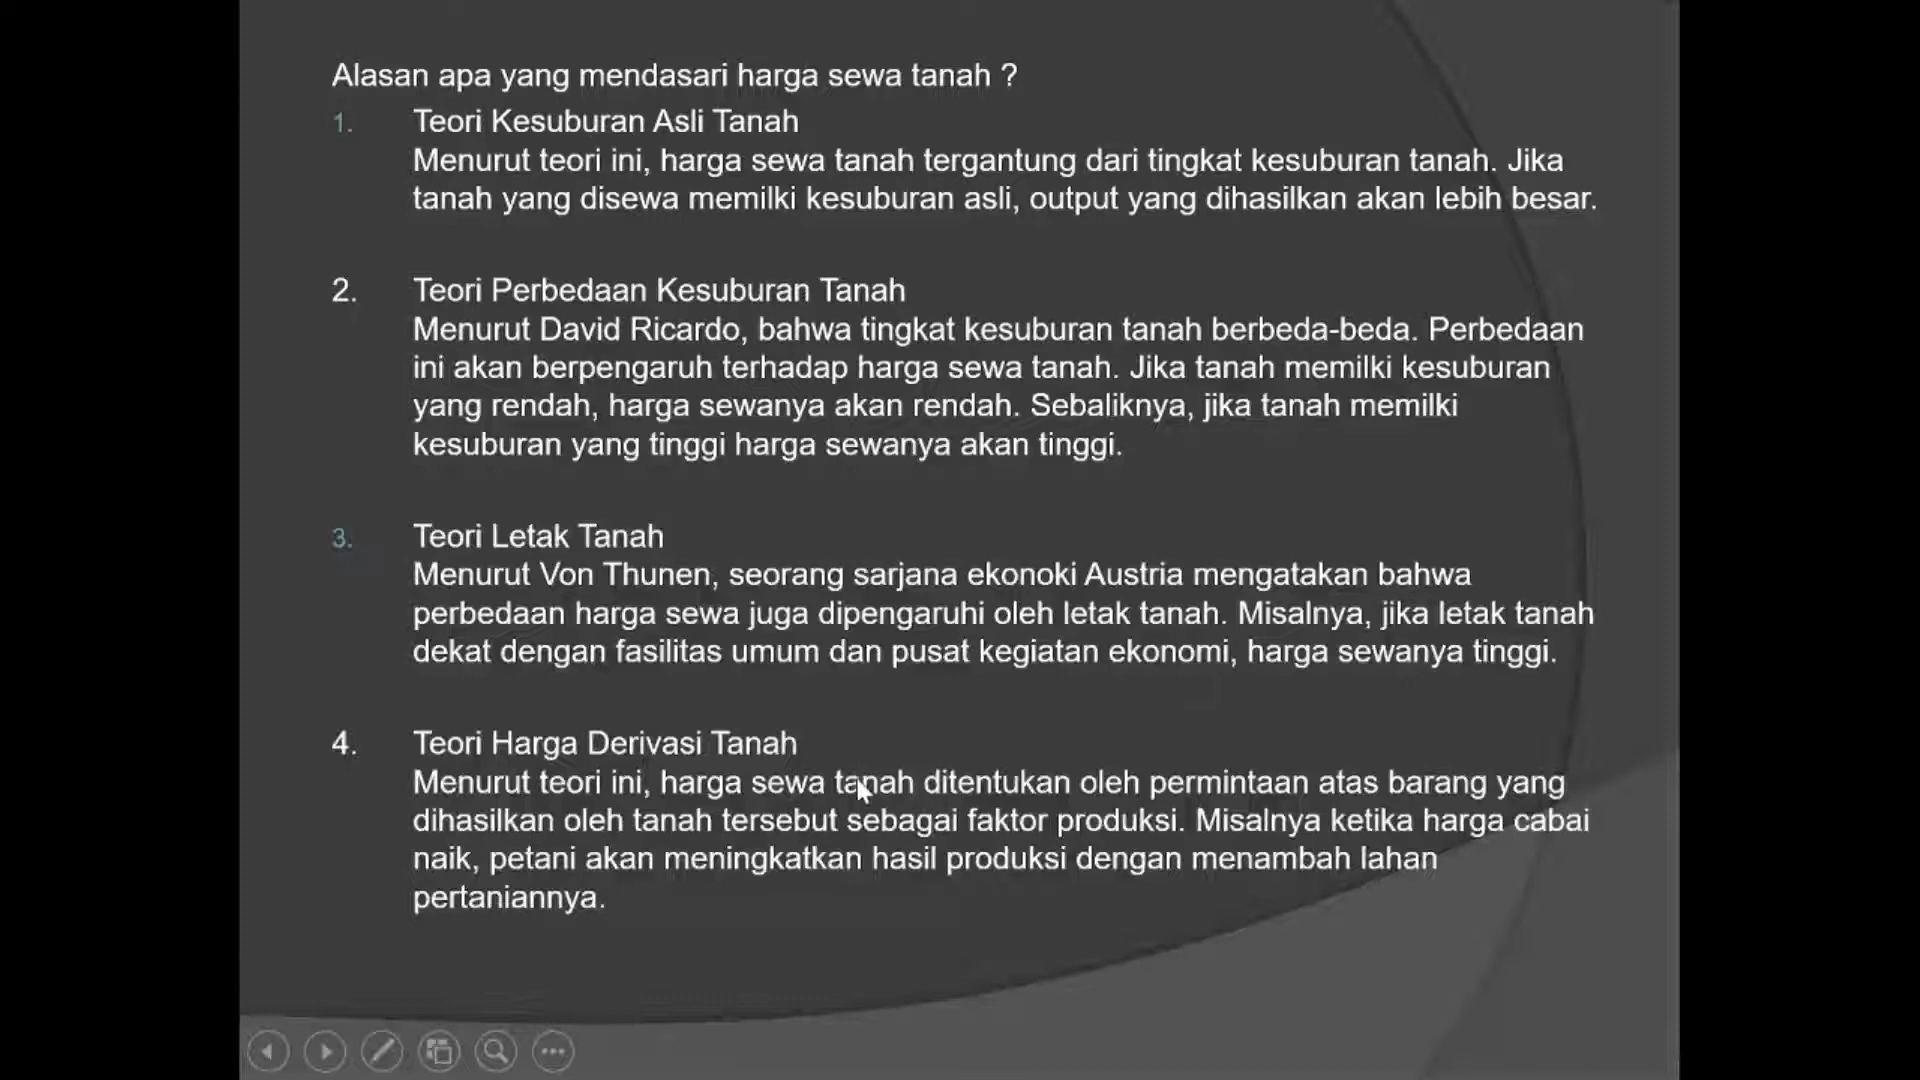 Alasan apa yang mendasari harga sewa tanah ?
1. Teori Kesuburan Asli Tanah
Menurut teori ini, harga sewa tanah tergantung dari tingkat kesuburan tanah. Jika
tanah yang disewa memilki kesuburan asli, output yang dihasilkan akan lebih besar.
2. Teori Perbedaan Kesuburan Tanah
Menurut David Ricardo, bahwa tingkat kesuburan tanah berbeda-beda. Perbedaan
ini akan berpengaruh terhadap harga sewa tanah. Jika tanah memilki kesuburan
yang rendah, harga sewanya akan rendah. Sebaliknya, jika tanah memilki
kesuburan yang tinggi harga sewanya akan tinggi.
3. Teori Letak Tanah
Menurut Von Thunen, seorang sarjana ekonoki Austria mengatakan bahwa
perbedaan harga sewa juga dipengaruhi oleh letak tanah. Misalnya, jika letak tanah
dekat dengan fasilitas umum dan pusat kegiatan ekonomi, harga sewanya tinggi.
4. Teori Harga Derivasi Tanah
Menurut teori ini, harga sewa tanah ditentukan oleh permintaan atas barang yang
dihasilkan oleh tanah tersebut sebagai faktor produksi. Misalnya ketika harga cabai
naik, petani akan meningkatkan hasil produksi dengan menambah lahan
pertaniannya.